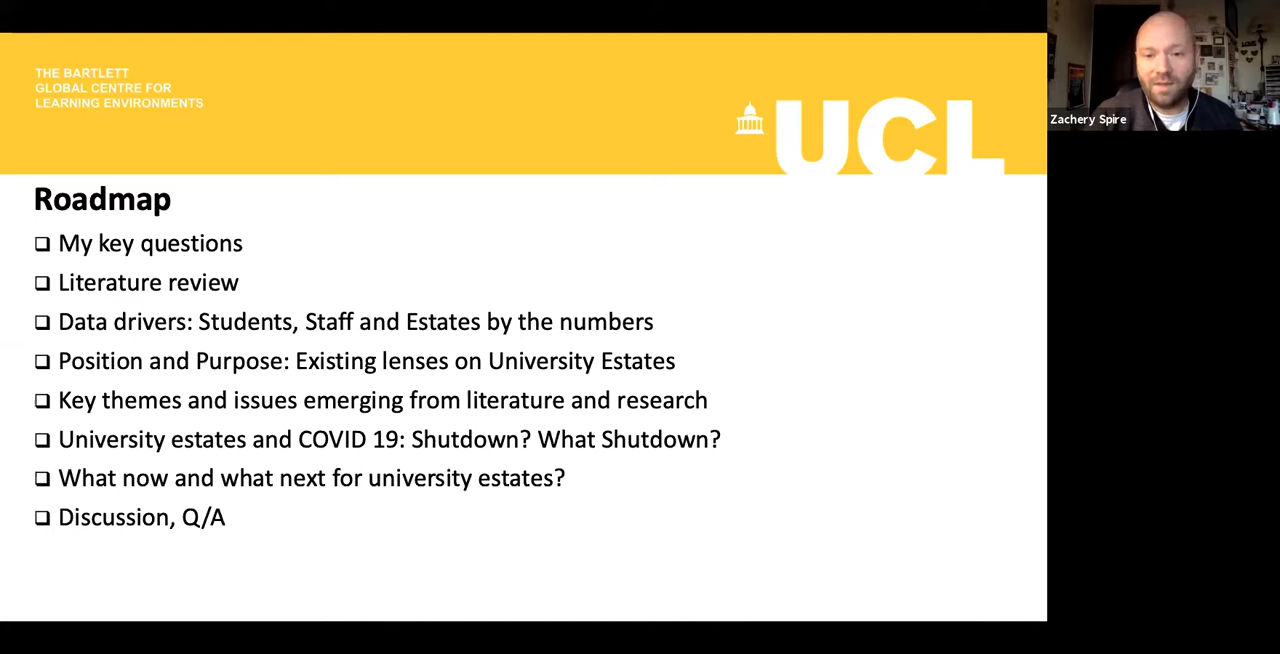 THE BARTLETT
GLOBAL CENTRE FOR
LEARNING ENVIRONMENTS
UCL
Zachery Spire
Roadmap
My key questions
Literature review
Data drivers: Students, Staff and Estates by the numbers
Position and Purpose: Existing lenses on University Estates
Key themes and issues emerging from literature and research
University estates and COVID 19: Shutdown? What Shutdown?
What now and what next for university estates?
Discussion, Q/A